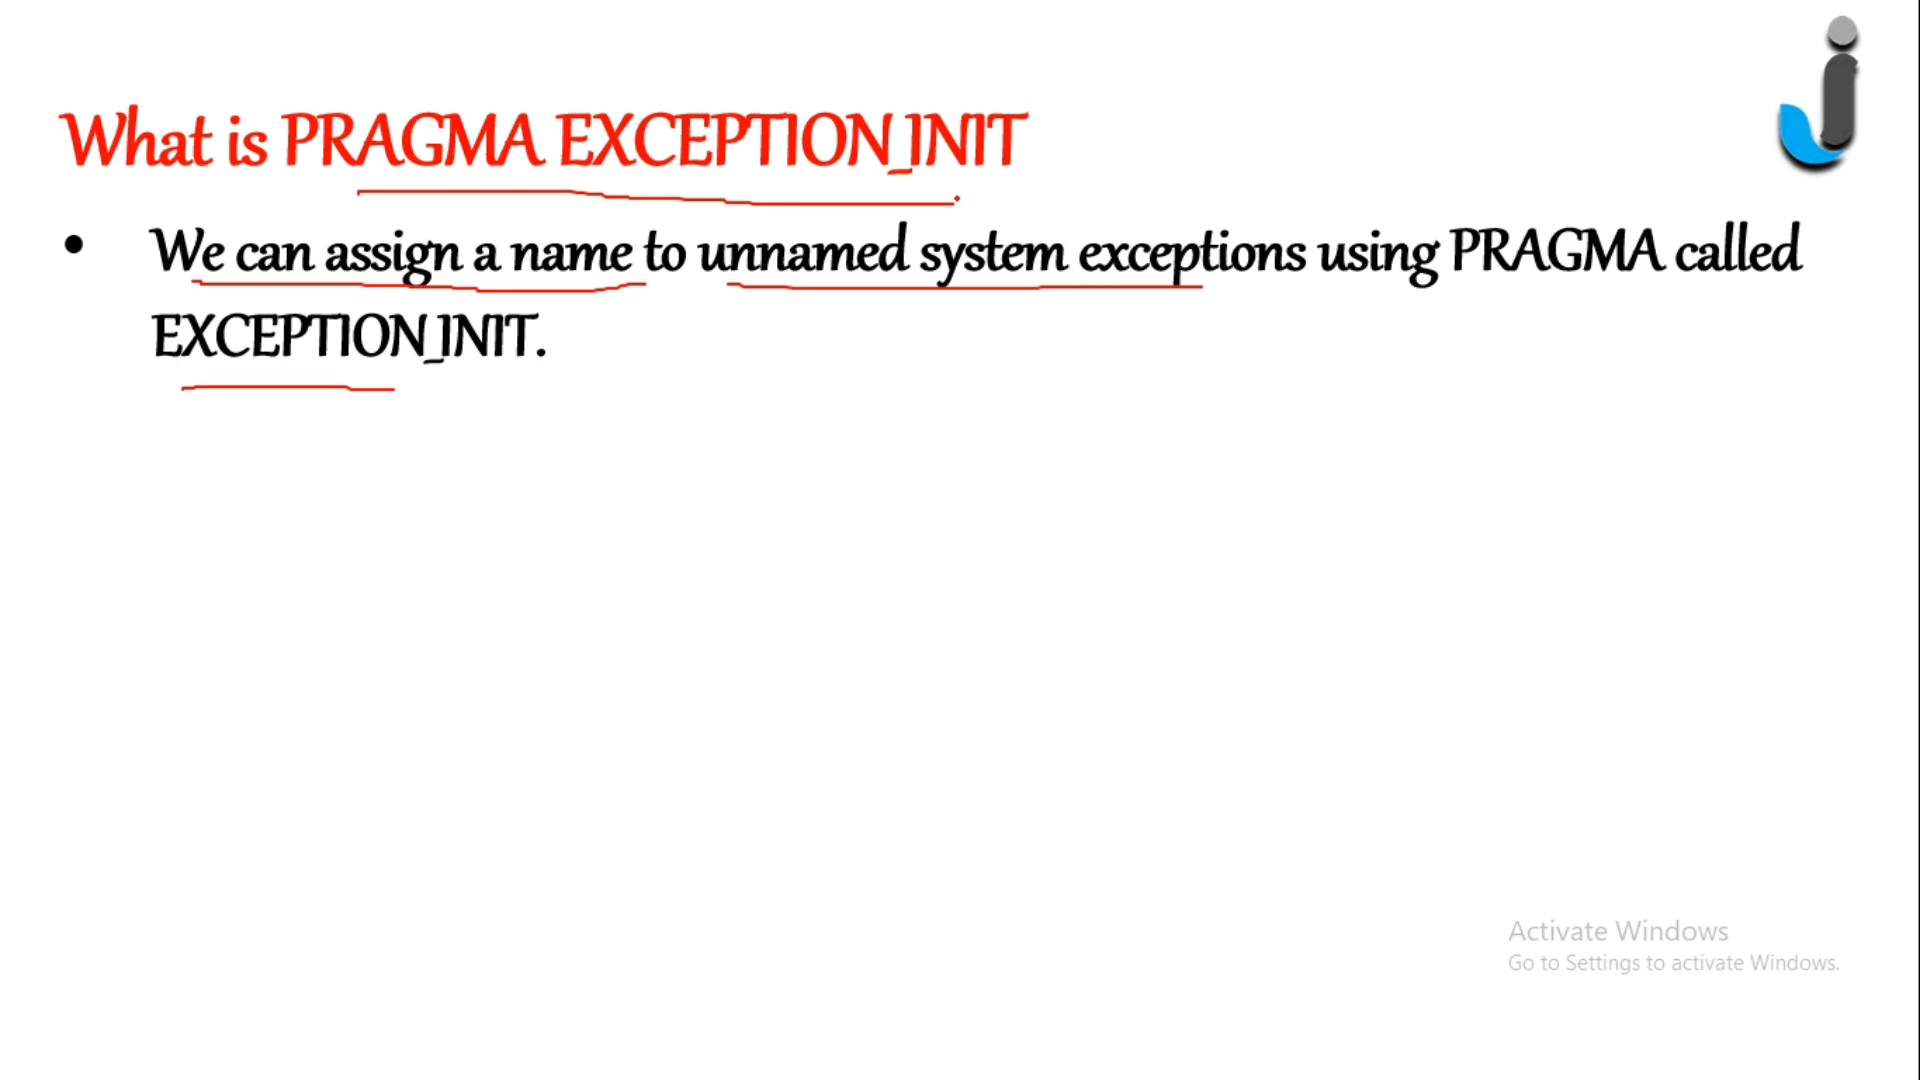 What is PRAGMA EXCEPTION_INIT
• We can assign a name to unnamed system exceptions using PRAGMA called
EXCEPTION_INIT.
Activate Windows
Go to Settings to activate Windows.